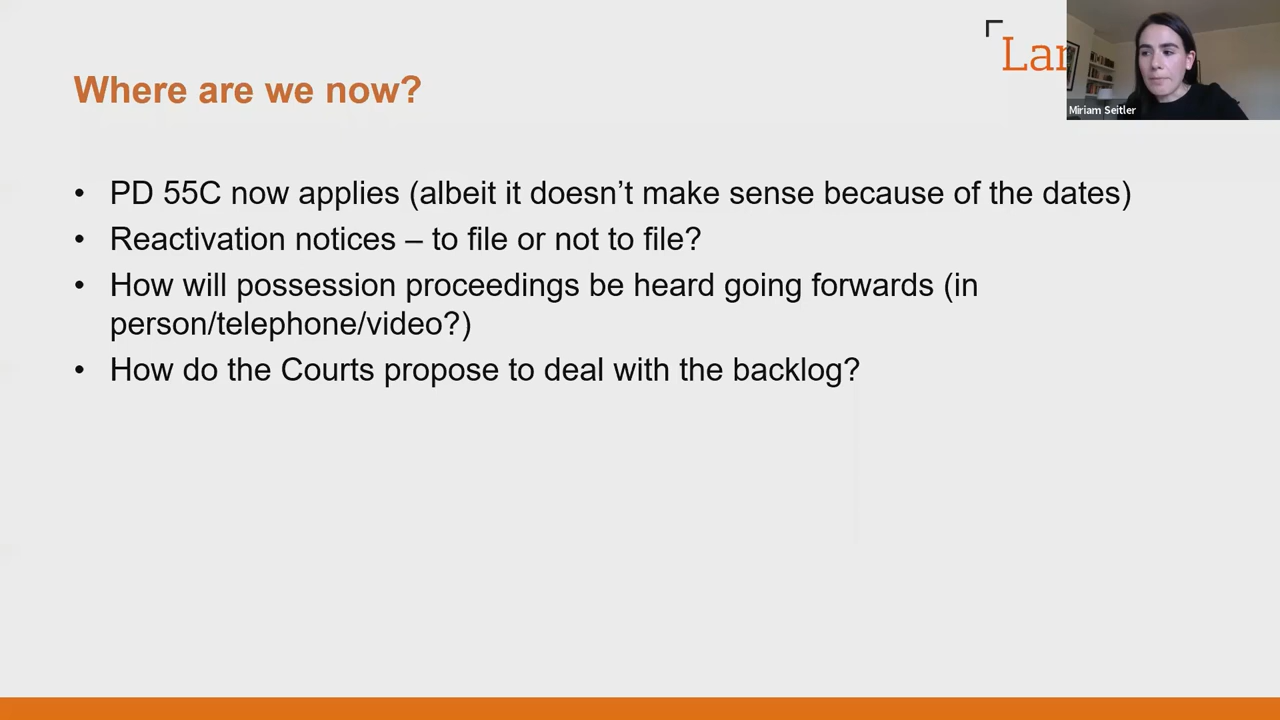 Lar
Miriam Seitler
Where are we now?
• PD 55C now applies (albeit it doesn’t make sense because of the dates)
• Reactivation notices – to file or not to file?
• How will possession proceedings be heard going forwards (in
person/telephone/video?)
• How do the Courts propose to deal with the backlog?